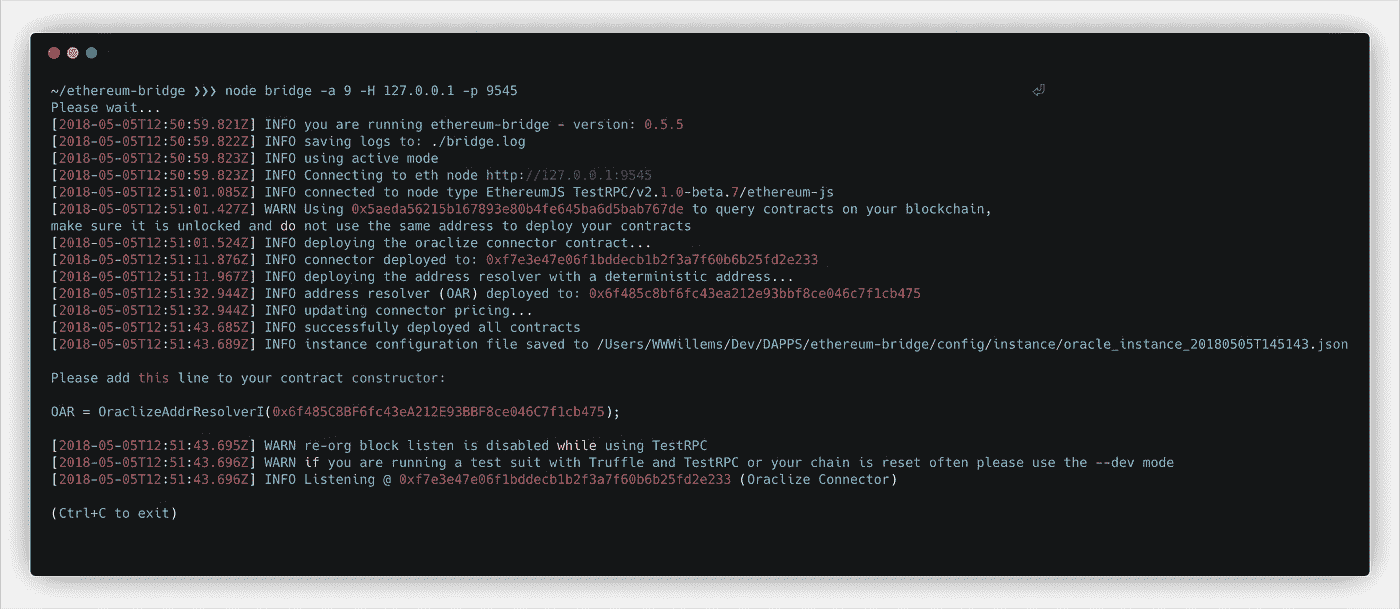 ~/ethereum-bridge ❯❯❯ node bridge -a 9 -H 127.0.0.1 -p 9545 ⏎
Please wait...
[2018-05-05T12:50:59.821Z] INFO you are running ethereum-bridge - version: 0.5.5
[2018-05-05T12:50:59.822Z] INFO saving logs to: ./bridge.log
[2018-05-05T12:50:59.823Z] INFO using active mode
[2018-05-05T12:50:59.823Z] INFO Connecting to eth node http://127.0.0.1:9545
[2018-05-05T12:51:01.085Z] INFO connected to node type EthereumJS TestRPC/v2.1.0-beta.7/ethereum-js
[2018-05-05T12:51:01.427Z] WARN Using 0x5aeda56215b167893e80b4fe645ba6d5bab767de to query contracts on your blockchain,
make sure it is unlocked and do not use the same address to deploy your contracts
[2018-05-05T12:51:01.524Z] INFO deploying the oraclize connector contract...
[2018-05-05T12:51:11.876Z] INFO connector deployed to: 0xf7e3e47e06f1bddecb1b2f3a7f60b6b25fd2e233
[2018-05-05T12:51:11.967Z] INFO deploying the address resolver with a deterministic address...
[2018-05-05T12:51:32.944Z] INFO address resolver (OAR) deployed to: 0x6f485c8bf6fc43ea212e93bbf8ce046c7f1cb475
[2018-05-05T12:51:32.944Z] INFO updating connector pricing...
[2018-05-05T12:51:43.685Z] INFO successfully deployed all contracts
[2018-05-05T12:51:43.689Z] INFO instance configuration file saved to /Users/WWWillems/Dev/DAPPS/ethereum-bridge/config/instance/oracle_instance_20180505T145143.json
Please add this line to your contract constructor:
OAR = OraclizeAddrResolverI(0x6f485C8BF6fc43eA212E93BBF8ce046C7f1cb475);
[2018-05-05T12:51:43.695Z] WARN re-org block listen is disabled while using TestRPC
[2018-05-05T12:51:43.696Z] WARN if you are running a test suit with Truffle and TestRPC or your chain is reset often please use the --dev mode
[2018-05-05T12:51:43.696Z] INFO Listening @ 0xf7e3e47e06f1bddecb1b2f3a7f60b6b25fd2e233 (Oraclize Connector)
(Ctrl+C to exit)